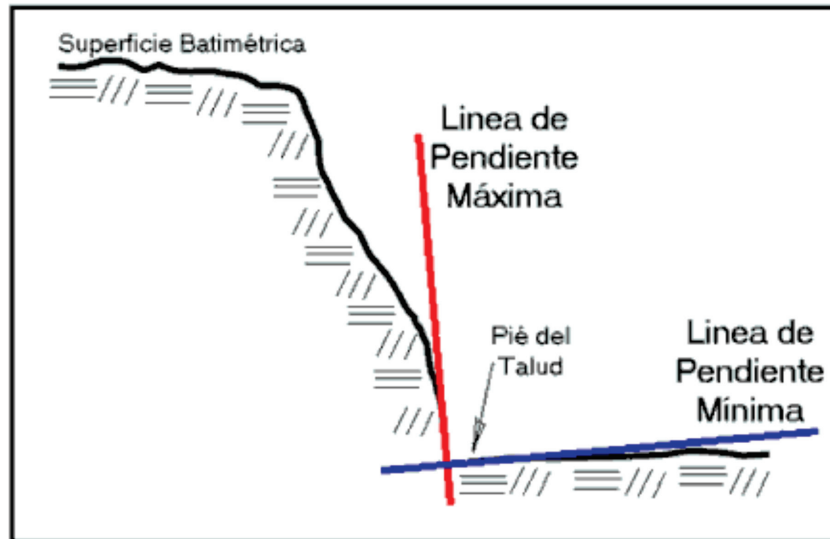 Superficie Batimétrica
Linea de
Pendiente
Máxima
Pié del
Talud
Linea de
Pendiente
Mínima